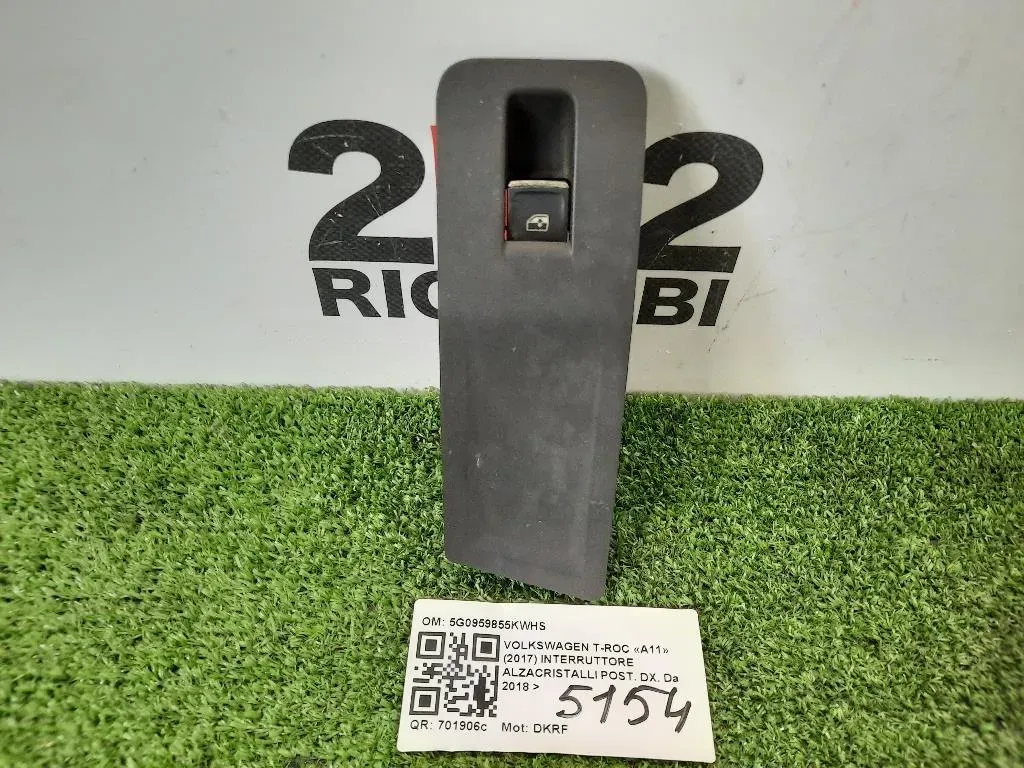 2 2
RIC BI
OM: 5G0959855KWHS
VOLKSWAGEN T-ROC «A11»
(2017) INTERRUTTORE
ALZACRISTALLI POST. DX. Da
2018 >
5154
QR: 701906c Mot: DKRF